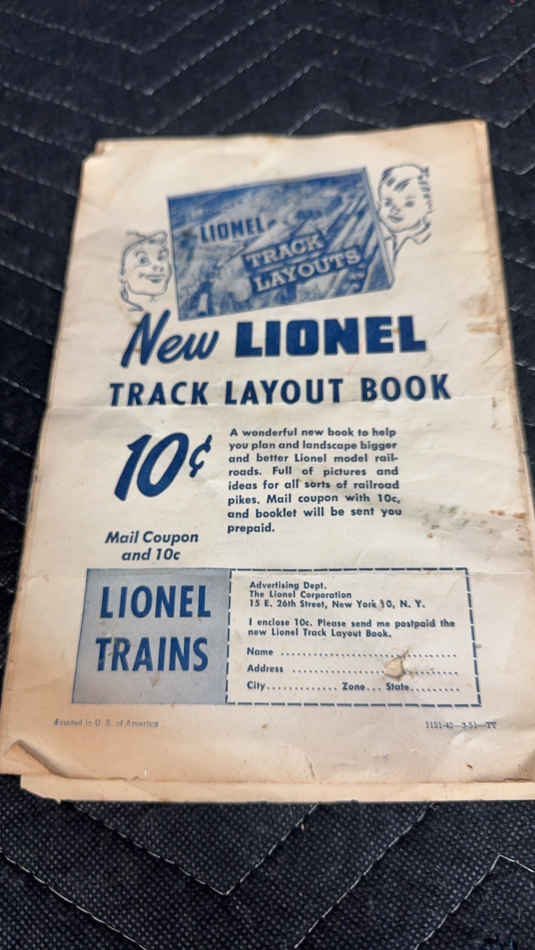 LIONEL
TRACK
LAYOUTS
New LIONEL
TRACK LAYOUT BOOK
10¢
A wonderful new book to help
you plan and landscape bigger
and better Lionel model rail-
roads. Full of pictures and
ideas for all sorts of railroad
pikes. Mail coupon with 10c,
and booklet will be sent you
prepaid.
Mail Coupon
and 10c
LIONEL
TRAINS
Advertising Dept.
The Lionel Corporation
15 E. 26th Street, New York 10, N. Y.
I enclose 10c. Please send me postpaid the
new Lionel Track Layout Book.
Name ................................
Address ..............................
City............. Zone... State.........
Printed in U. S. of America